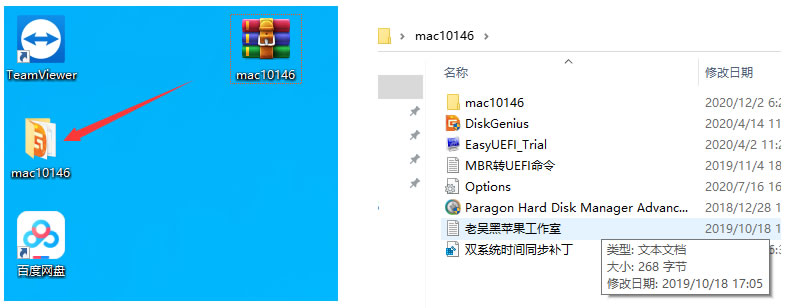 TeamViewer
mac10146
mac10146
百度网盘
mac10146
名称
修改日期
mac10146
2020/12/2 6:2
DiskGenius
2020/4/14 11
EasyUEFI_Trial
2020/4/2 11:2
MBR转UEFI命令
2019/11/4 18
Options
2020/7/16 16
Paragon Hard Disk Manager Advanc...
2018/12/28 1
老吴黑苹果工作室
2019/10/18 1
双系统时间同步补丁
6:3
类型: 文本文档
大小: 268 字节
修改日期: 2019/10/18 17:05